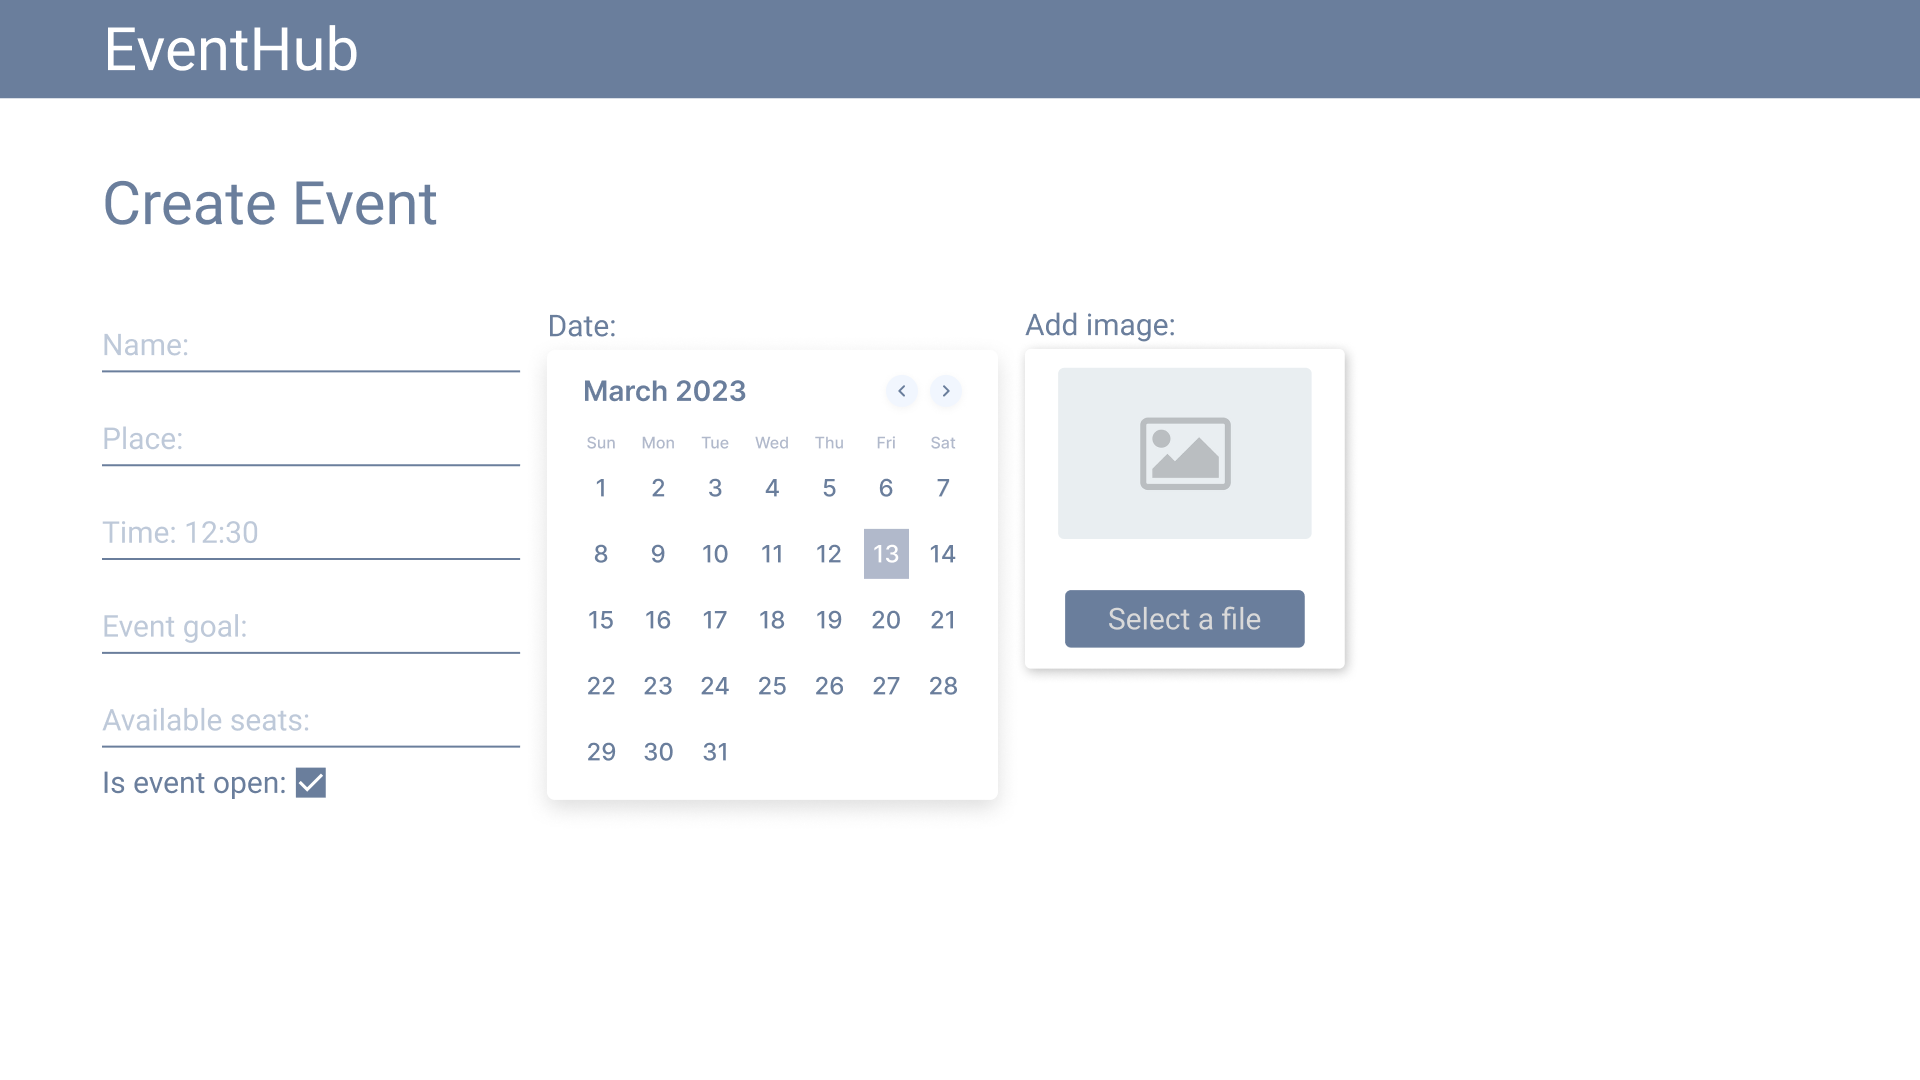 EventHub
Create Event
Name:
Place:
Time: 12:30
Event goal:
Available seats:
Is event open:
Date:
March 2023
Sun Mon Tue Wed Thu Fri Sat
1 2 3 4 5 6 7
8 9 10 11 12 13 14
15 16 17 18 19 20 21
22 23 24 25 26 27 28
29 30 31
Add image:
Select a file